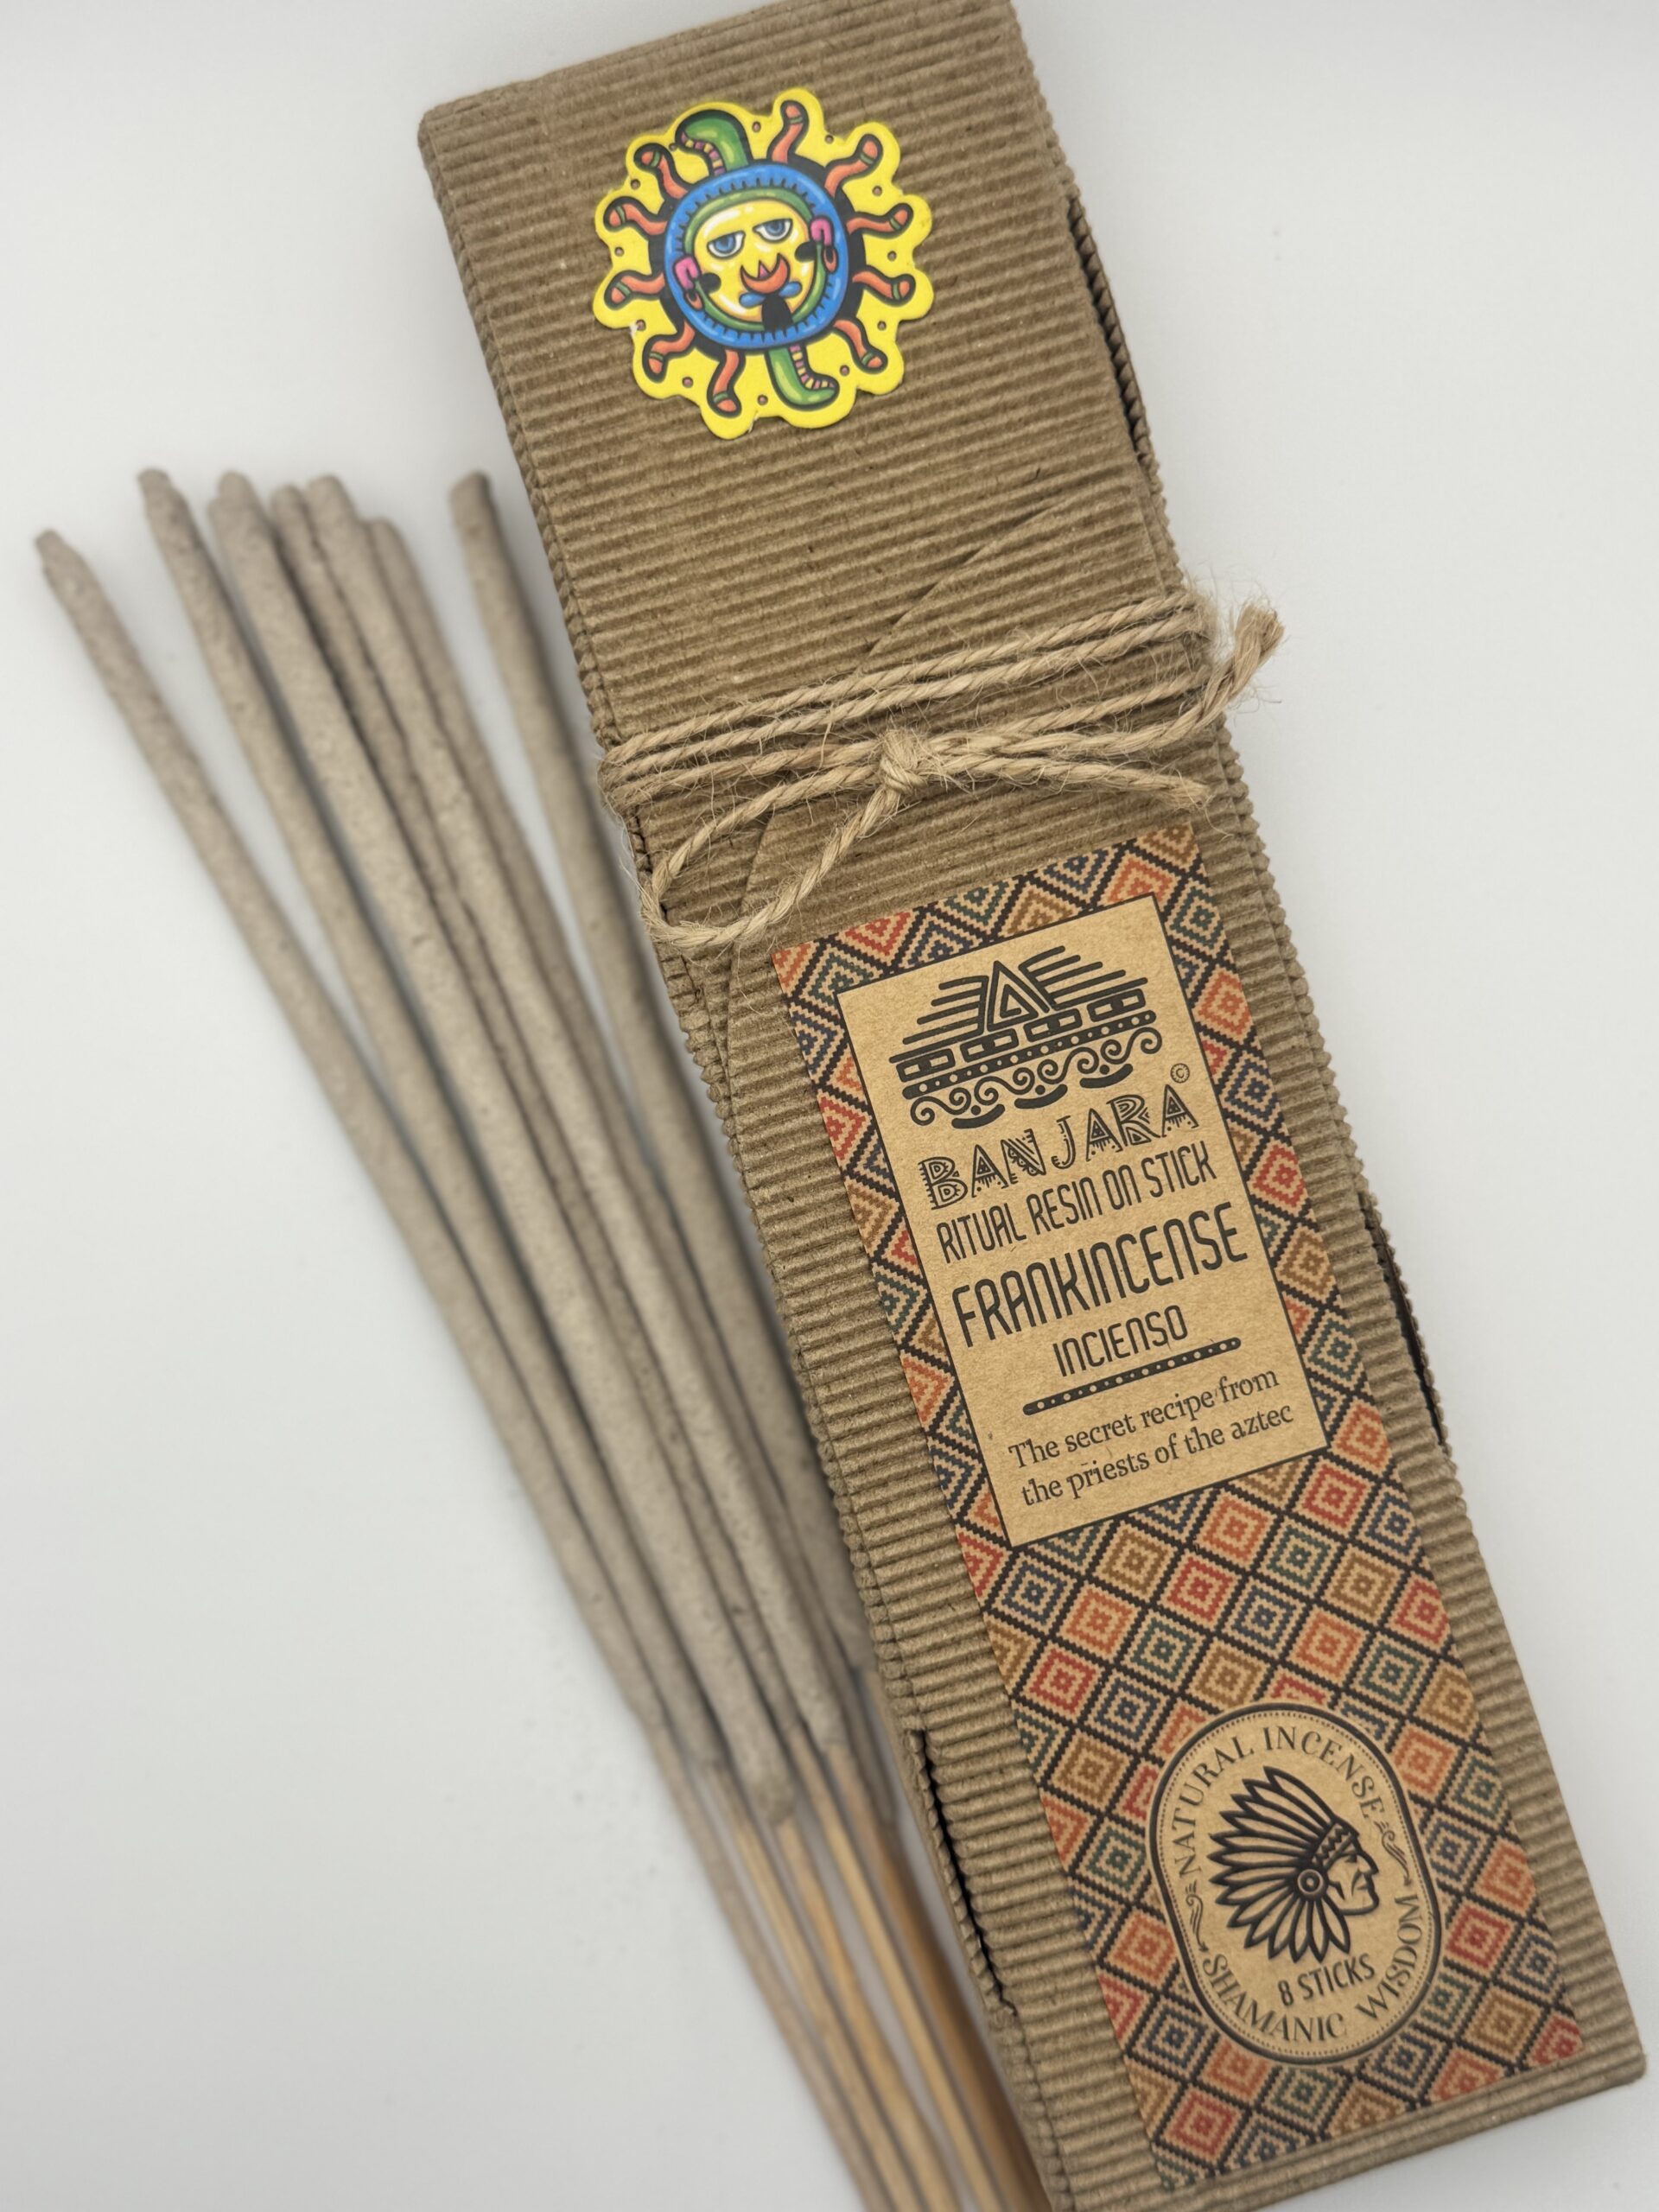 ©
BANJARA
RITUAL RESIN ON STICK
FRANKINCENSE
INCIENSO
The secret recipe from
the priests of the aztec
NATURAL INCENSE
8 STICKS
SHAMANIC WISDOM